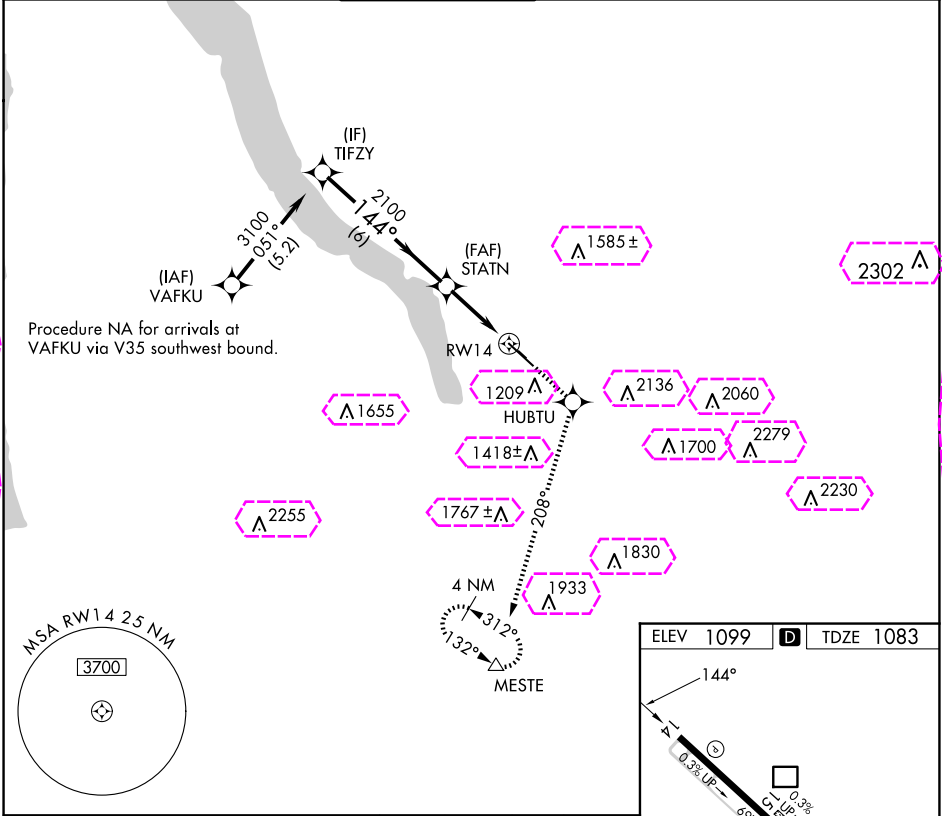 (IF)
TIFZY
2100
144°
(6)
3100
051°
(5.2)
(FAF)
STATN
1585 ±
2302
(IAF)
VAFKU
Procedure NA for arrivals at
VAFKU via V35 southwest bound.
RW14
1209
2136
2060
HUBTU
1655
1418±
1700
2279
2230
2255
1767 ±
208°
1830
1933
4 NM
312°
132°
MESTE
MSA RW14 25 NM
3700
ELEV 1099 D TDZE 1083
144°
14
P
0.3% UP
0.3%
UP
15